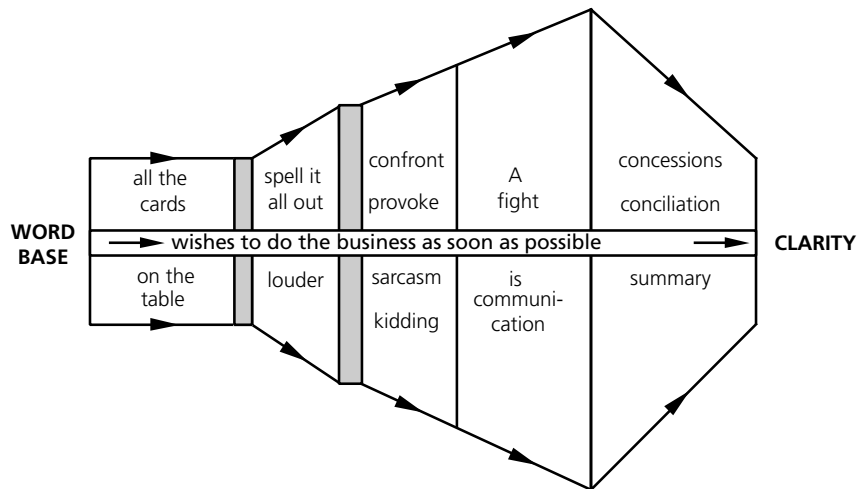 all the
cards
spell it
all out
confront
provoke
A
fight
concessions
conciliation
WORD
BASE
wishes to do the business as soon as possible
CLARITY
on the
table
louder
sarcasm
kidding
is
communi-
cation
summary